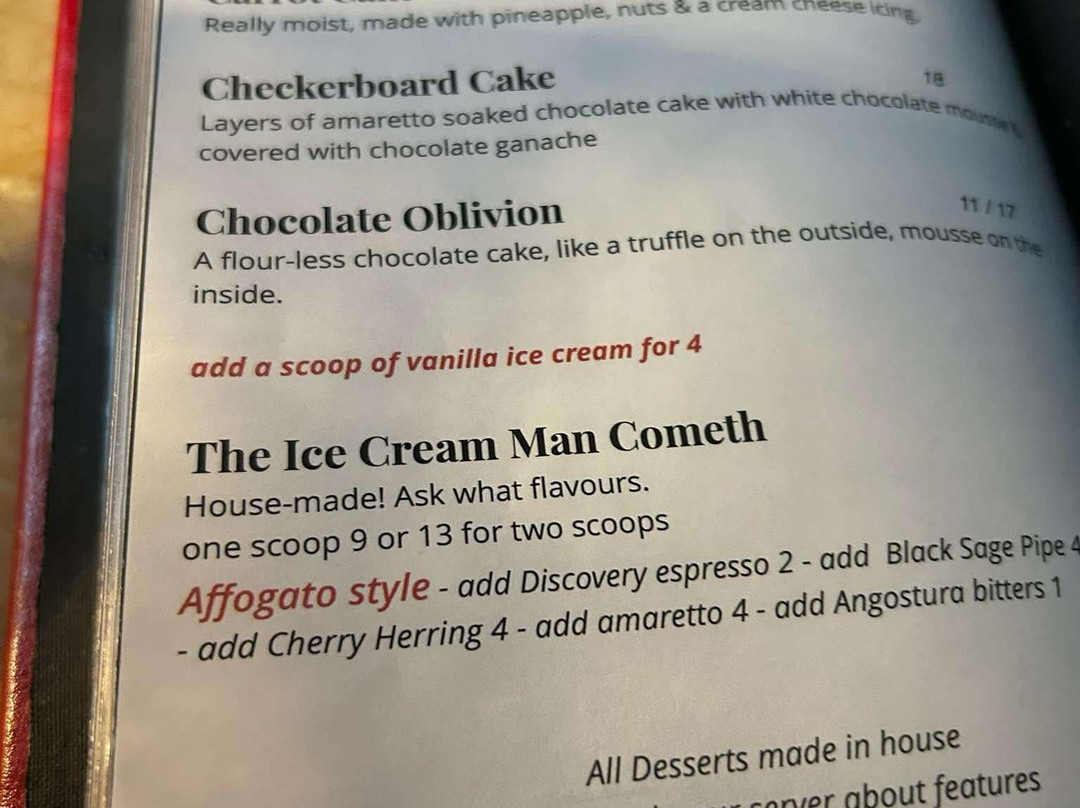 Really moist, made with pineapple, nuts & a cream cheese icing.
Checkerboard Cake 18
Layers of amaretto soaked chocolate cake with white chocolate mousse
covered with chocolate ganache
Chocolate Oblivion 11 / 17
A flour-less chocolate cake, like a truffle on the outside, mousse on the
inside.
add a scoop of vanilla ice cream for 4
The Ice Cream Man Cometh
House-made! Ask what flavours.
one scoop 9 or 13 for two scoops
Affogato style - add Discovery espresso 2 - add Black Sage Pipe 4
- add Cherry Herring 4 - add amaretto 4 - add Angostura bitters 1
All Desserts made in house
server about features